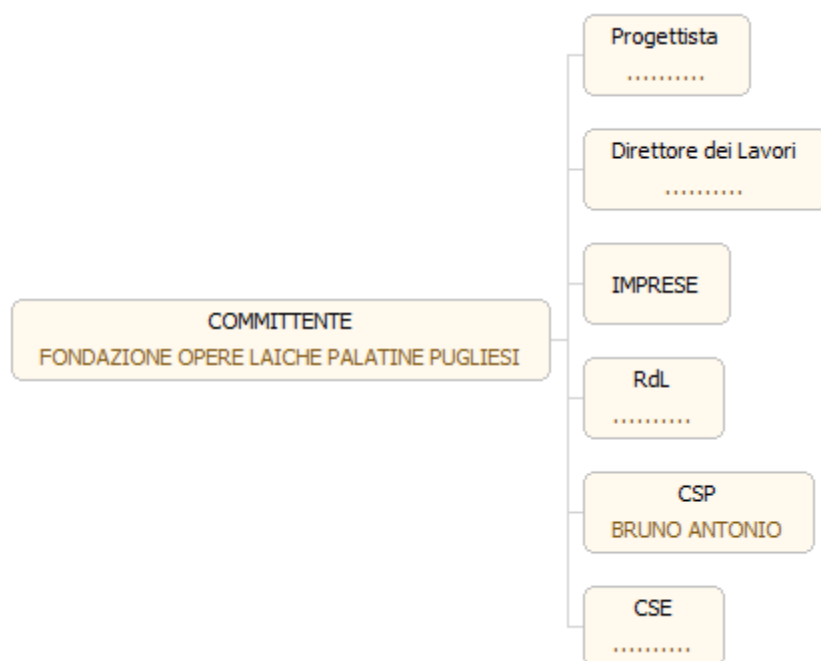 Progettista
..........
Direttore dei Lavori
..........
IMPRESE
COMMITTENTE
FONDAZIONE OPERE LAICHE PALATINE PUGLIESI
RdL
..........
CSP
BRUNO ANTONIO
CSE
..........